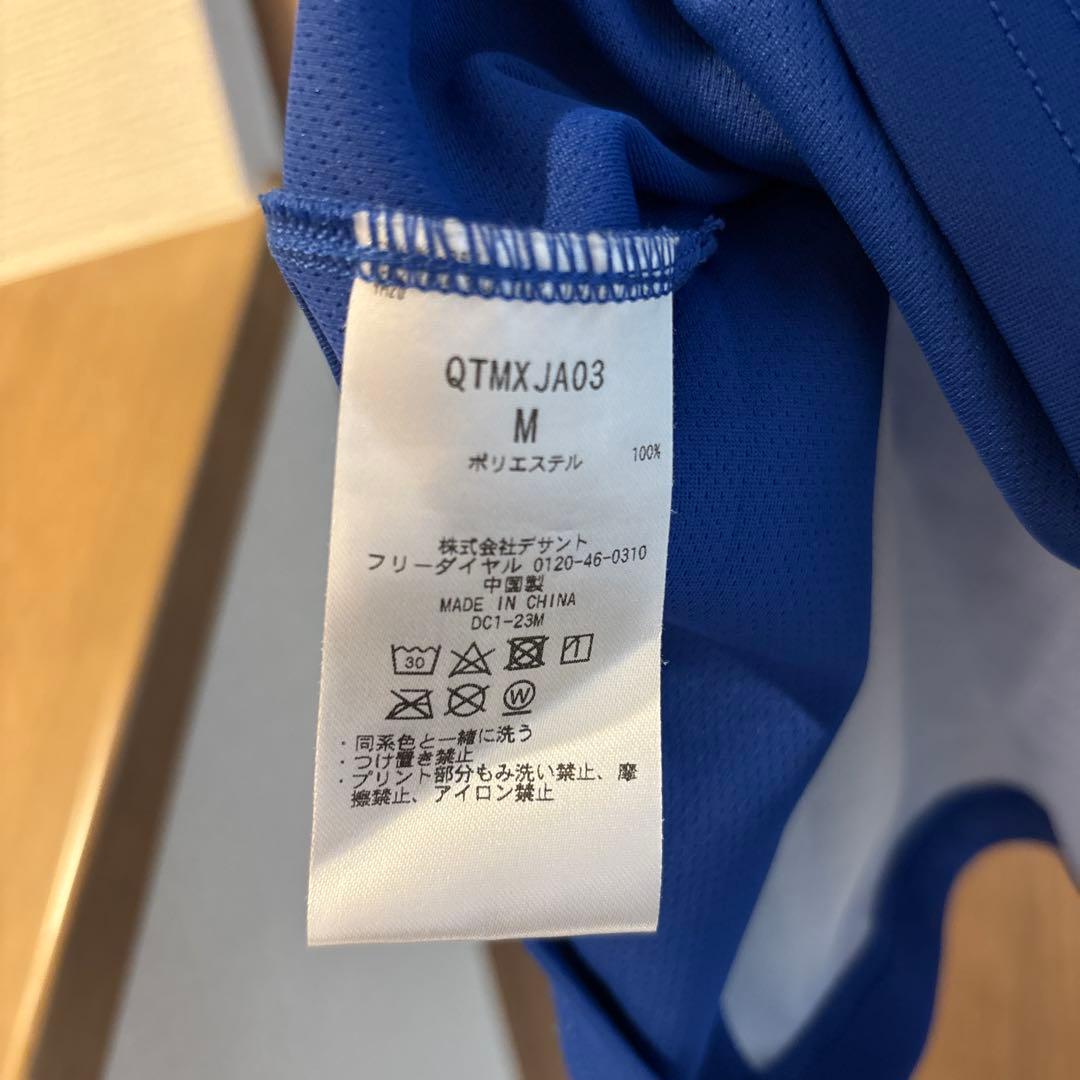 QTMXJA03
M
ポリエステル 100%
株式会社デサント
フリーダイヤル 0120-46-0310
中国製
MADE IN CHINA
DC1-23M
30
W
・同系色と一緒に洗う
・つけ置き禁止
・プリント部分もみ洗い禁止、摩
擦禁止、アイロン禁止